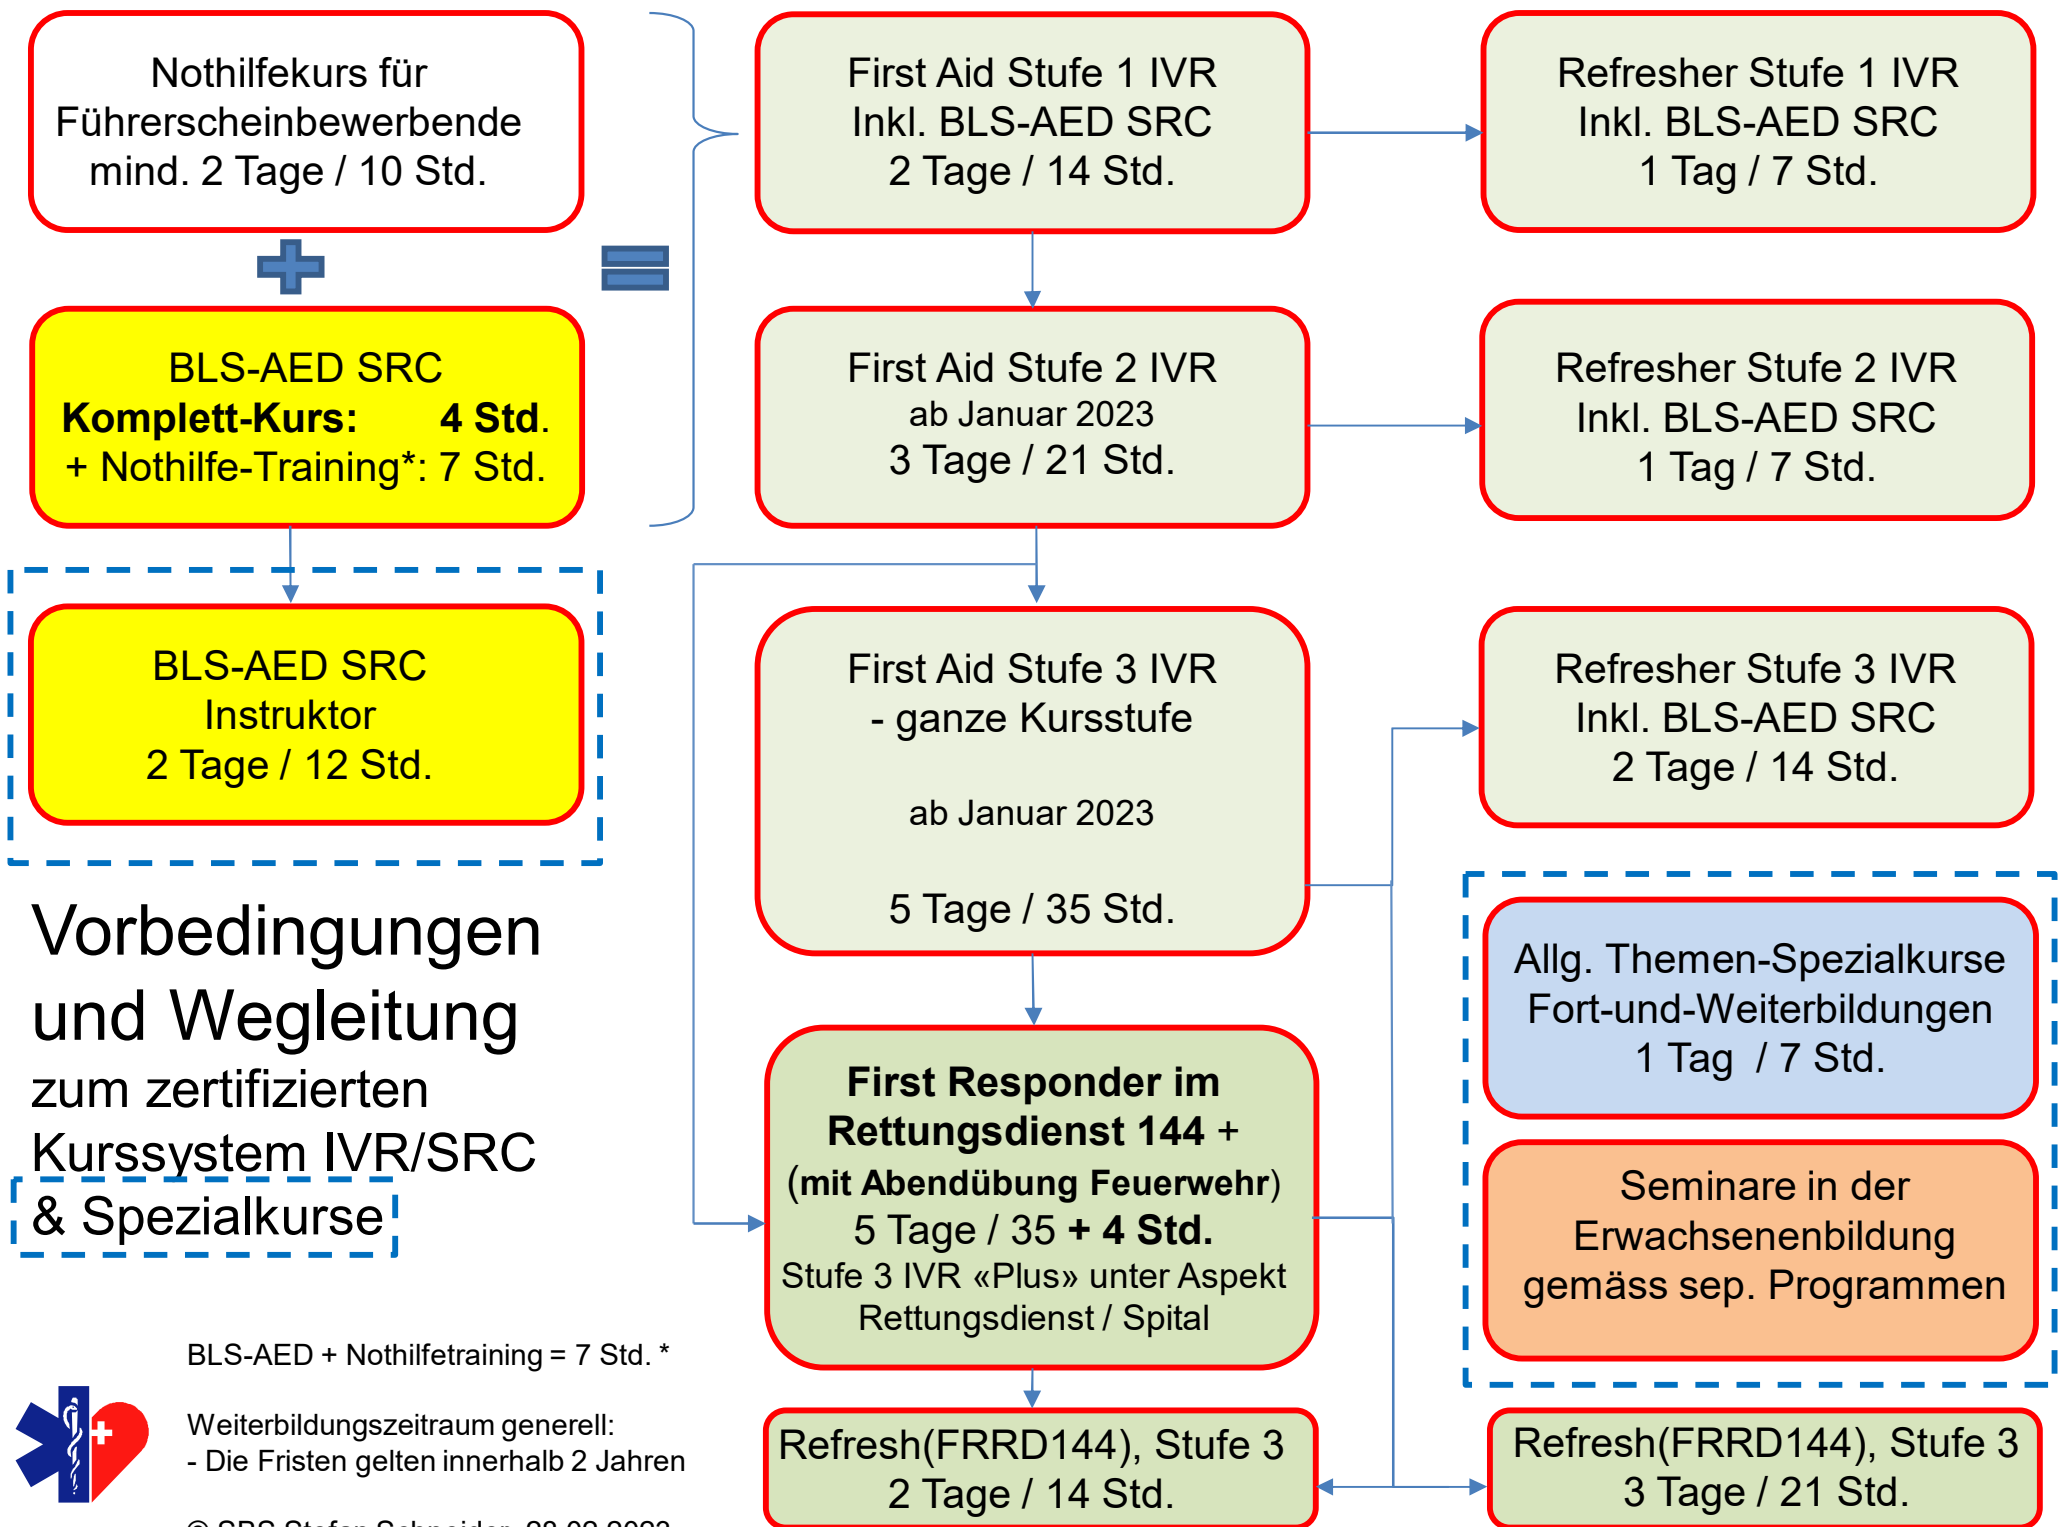 Nothilfekurs für
Führerscheinbewerbende
mind. 2 Tage / 10 Std.
BLS-AED SRC
Komplett-Kurs: 4 Std.
+ Nothilfe-Training*: 7 Std.
BLS-AED SRC
Instruktor
2 Tage / 12 Std.
Vorbedingungen
und Wegleitung
zum zertifizierten
Kurssystem IVR/SRC
& Spezialkurse
BLS-AED + Nothilfetraining = 7 Std. *
Weiterbildungszeitraum generell:
- Die Fristen gelten innerhalb 2 Jahren
First Aid Stufe 1 IVR
Inkl. BLS-AED SRC
2 Tage / 14 Std.
First Aid Stufe 2 IVR
ab Januar 2023
3 Tage / 21 Std.
First Aid Stufe 3 IVR
- ganze Kursstufe
ab Januar 2023
5 Tage / 35 Std.
First Responder im
Rettungsdienst 144 +
(mit Abendübung Feuerwehr)
5 Tage / 35 + 4 Std.
Stufe 3 IVR «Plus» unter Aspekt
Rettungsdienst / Spital
Refresh(FRRD144), Stufe 3
2 Tage / 14 Std.
Refresher Stufe 1 IVR
Inkl. BLS-AED SRC
1 Tag / 7 Std.
Refresher Stufe 2 IVR
Inkl. BLS-AED SRC
1 Tag / 7 Std.
Refresher Stufe 3 IVR
Inkl. BLS-AED SRC
2 Tage / 14 Std.
Allg. Themen-Spezialkurse
Fort-und-Weiterbildungen
1 Tag / 7 Std.
Seminare in der
Erwachsenenbildung
gemäss sep. Programmen
Refresh(FRRD144), Stufe 3
3 Tage / 21 Std.